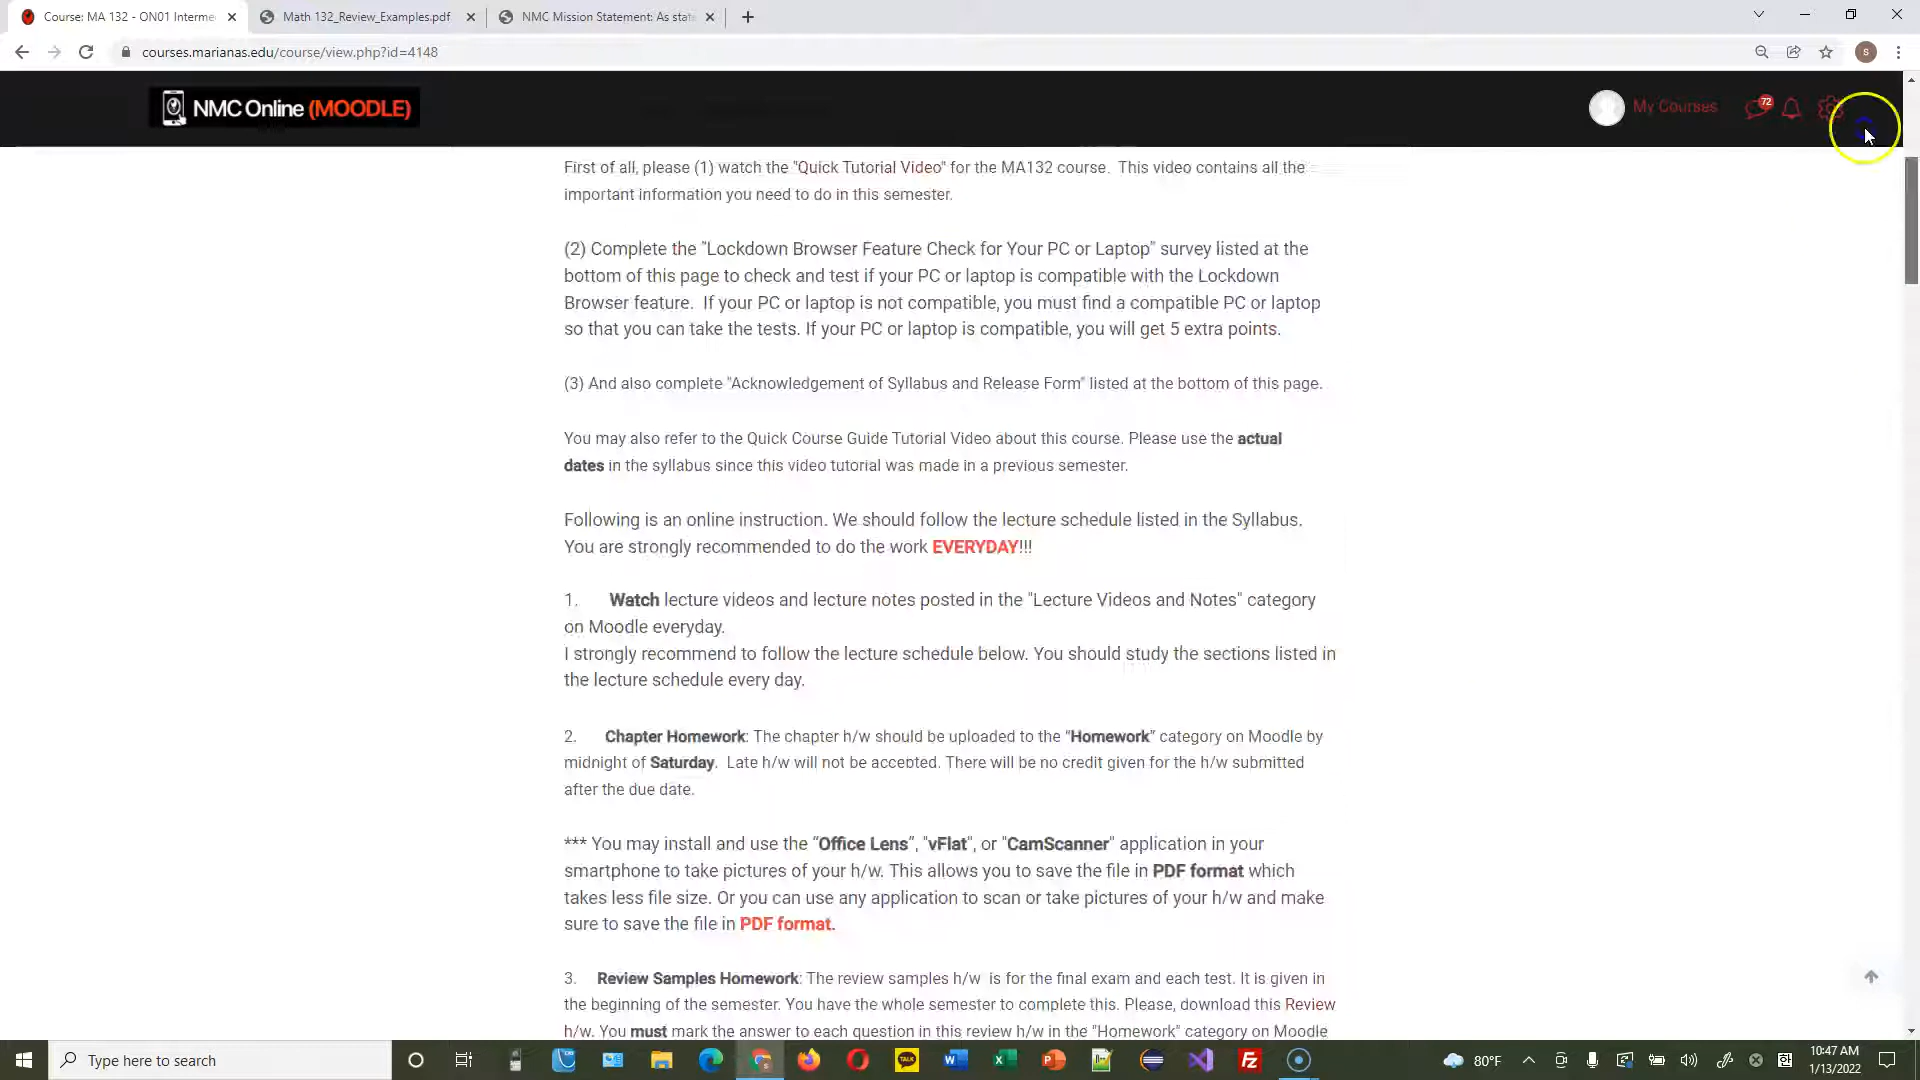 Course: MA 132 - ON01 Interme
Math 132_Review_Examples.pdf
NMC Mission Statement: As stat
courses.marianas.edu/course/view.php?id=4148
S
NMC Online (MOODLE)
My Courses
72
First of all, please (1) watch the "Quick Tutorial Video" for the MA132 course. This video contains all the
important information you need to do in this semester.
(2) Complete the "Lockdown Browser Feature Check for Your PC or Laptop" survey listed at the
bottom of this page to check and test if your PC or laptop is compatible with the Lockdown
Browser feature. If your PC or laptop is not compatible, you must find a compatible PC or laptop
so that you can take the tests. If your PC or laptop is compatible, you will get 5 extra points.
(3) And also complete "Acknowledgement of Syllabus and Release Form" listed at the bottom of this page.
You may also refer to the Quick Course Guide Tutorial Video about this course. Please use the actual
dates in the syllabus since this video tutorial was made in a previous semester.
Following is an online instruction. We should follow the lecture schedule listed in the Syllabus.
You are strongly recommended to do the work EVERYDAY!!!
1. Watch lecture videos and lecture notes posted in the "Lecture Videos and Notes" category
on Moodle everyday.
I strongly recommend to follow the lecture schedule below. You should study the sections listed in
the lecture schedule every day.
2. Chapter Homework: The chapter h/w should be uploaded to the "Homework" category on Moodle by
midnight of Saturday. Late h/w will not be accepted. There will be no credit given for the h/w submitted
after the due date.
*** You may install and use the "Office Lens", "vFlat", or "CamScanner" application in your
smartphone to take pictures of your h/w. This allows you to save the file in PDF format which
takes less file size. Or you can use any application to scan or take pictures of your h/w and make
sure to save the file in PDF format.
3. Review Samples Homework: The review samples h/w is for the final exam and each test. It is given in
the beginning of the semester. You have the whole semester to complete this. Please, download this Review
h/w. You must mark the answer to each question in this review h/w in the "Homework" category on Moodle
Type here to search
TALK
80°F
10:47 AM
1/13/2022